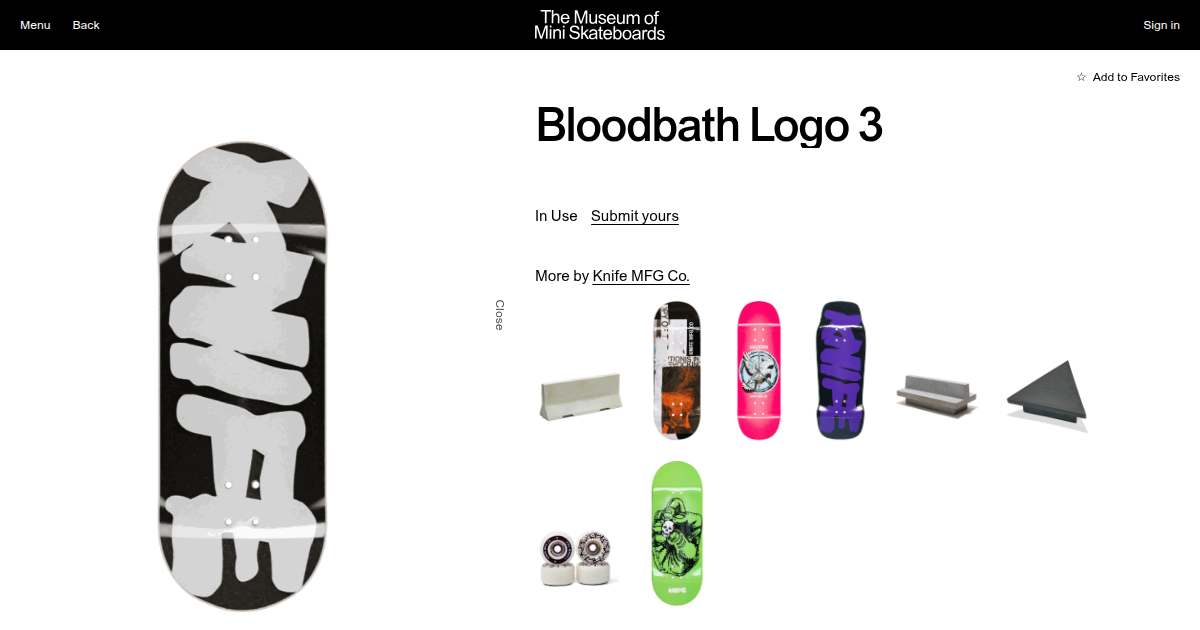 Menu
Back
The Museum of
Mini Skateboards
Sign in
☆ Add to Favorites
Bloodbath Logo 3
KNIFE
In Use
Submit yours
More by Knife MFG Co.
Close
KNIFE
KNIFE